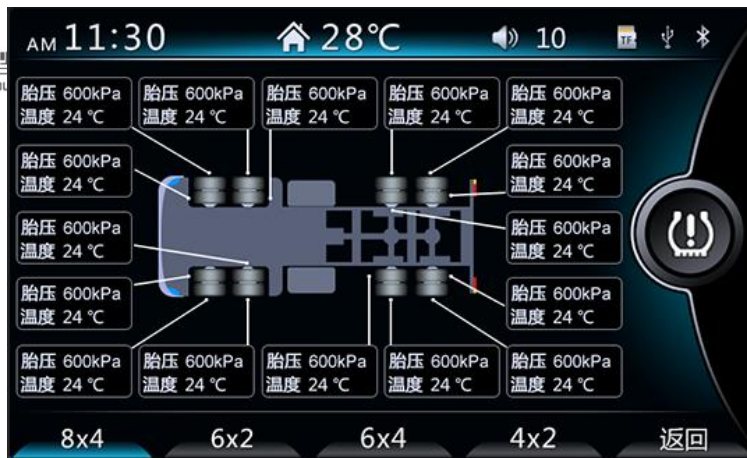 AM 11:30 28℃ 10 TF
胎压 600kPa 胎压 600kPa 胎压 600kPa 胎压 600kPa 胎压 600kPa
温度 24 ℃ 温度 24 ℃ 温度 24 ℃ 温度 24 ℃ 温度 24 ℃
胎压 600kPa 胎压 600kPa
温度 24 ℃ 温度 24 ℃
胎压 600kPa 胎压 600kPa
温度 24 ℃ 温度 24 ℃
胎压 600kPa 胎压 600kPa
温度 24 ℃ 温度 24 ℃
胎压 600kPa 胎压 600kPa 胎压 600kPa 胎压 600kPa 胎压 600kPa
温度 24 ℃ 温度 24 ℃ 温度 24 ℃ 温度 24 ℃ 温度 24 ℃
8x4 6x2 6x4 4x2 返回